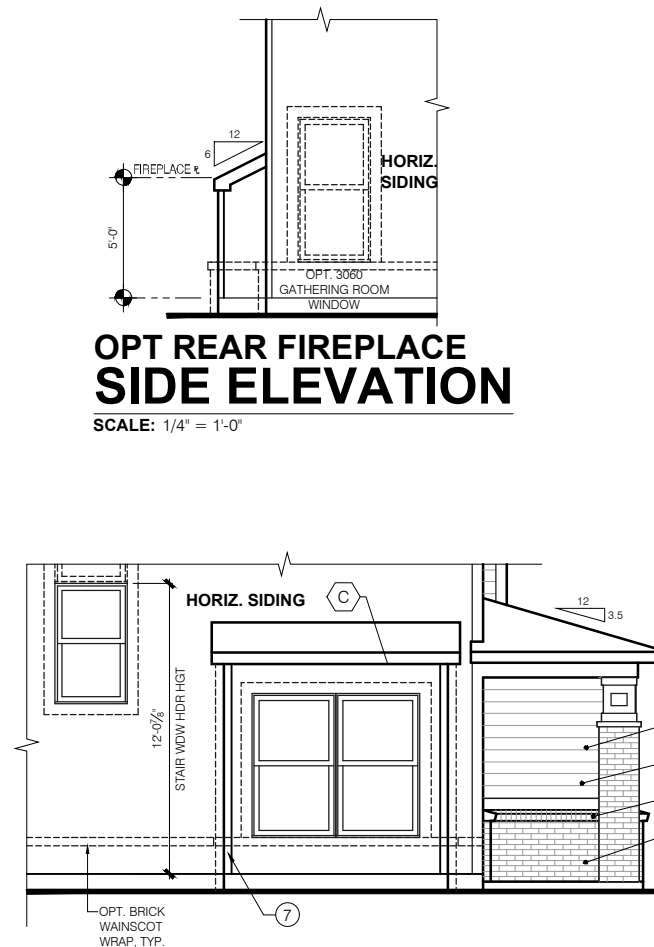 12
6
FIREPLACE ℄
HORIZ.
SIDING
5'-0"
OPT. 3060
GATHERING ROOM
WINDOW
OPT REAR FIREPLACE
SIDE ELEVATION
SCALE: 1/4" = 1'-0"
HORIZ. SIDING
C
12
3.5
12'-0⅞"
STAIR WDW HDR HGT
OPT. BRICK
WAINSCOT
WRAP, TYP.
7